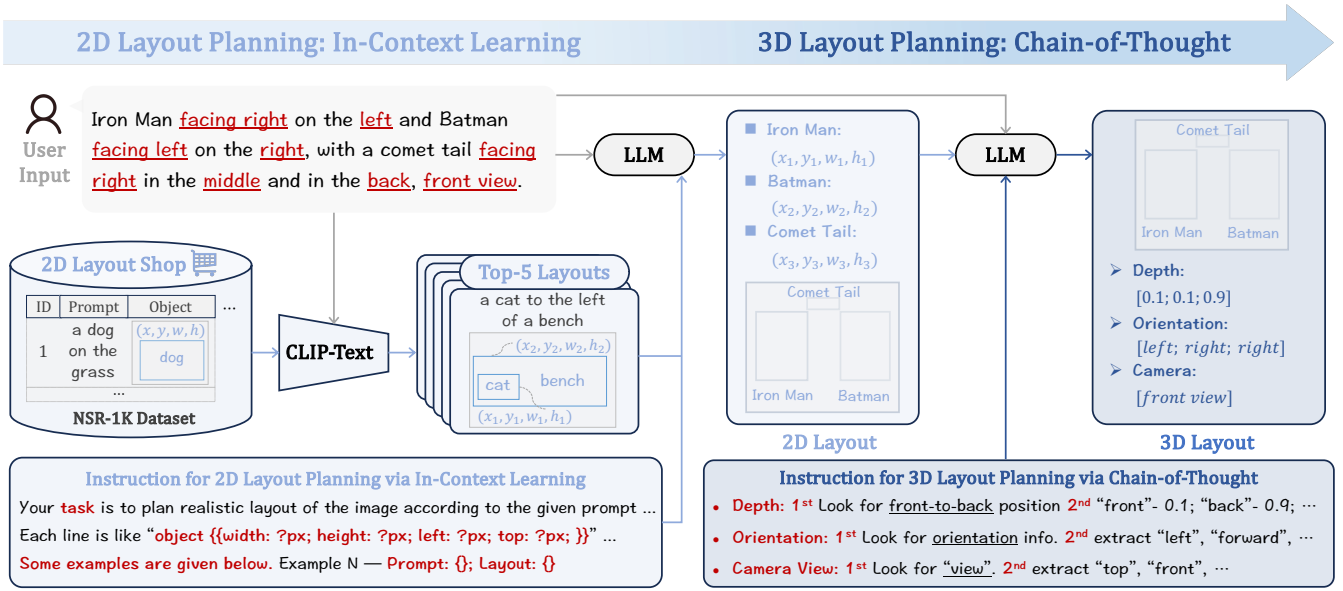 2D Layout Planning: In-Context Learning
3D Layout Planning: Chain-of-Thought
User
Input
Iron Man facing right on the left and Batman
facing left on the right, with a comet tail facing
right in the middle and in the back, front view.
LLM
Iron Man:
(x₁, y₁, w₁, h₁)
Batman:
(x₂, y₂, w₂, h₂)
Comet Tail:
(x₃, y₃, w₃, h₃)
Comet Tail
Iron Man Batman
2D Layout
LLM
Comet Tail
Iron Man Batman
Depth:
[0.1; 0.1; 0.9]
Orientation:
[left; right; right]
Camera:
[front view]
3D Layout
2D Layout Shop
ID Prompt Object ...
1 a dog on the grass
(x, y, w, h)
dog
...
NSR-1K Dataset
CLIP-Text
Top-5 Layouts
a cat to the left
of a bench
(x₂, y₂, w₂, h₂)
cat bench
(x₁, y₁, w₁, h₁)
Instruction for 2D Layout Planning via In-Context Learning
Your task is to plan realistic layout of the image according to the given prompt ...
Each line is like “object {{width: ?px; height: ?px; left: ?px; top: ?px; }}” ...
Some examples are given below. Example N — Prompt: {}; Layout: {}
Instruction for 3D Layout Planning via Chain-of-Thought
• Depth: 1ˢᵗ Look for front-to-back position 2ⁿᵈ “front”- 0.1; “back”- 0.9; ...
• Orientation: 1ˢᵗ Look for orientation info. 2ⁿᵈ extract “left”, “forward”, ...
• Camera View: 1ˢᵗ Look for “view”. 2ⁿᵈ extract “top”, “front”, ...